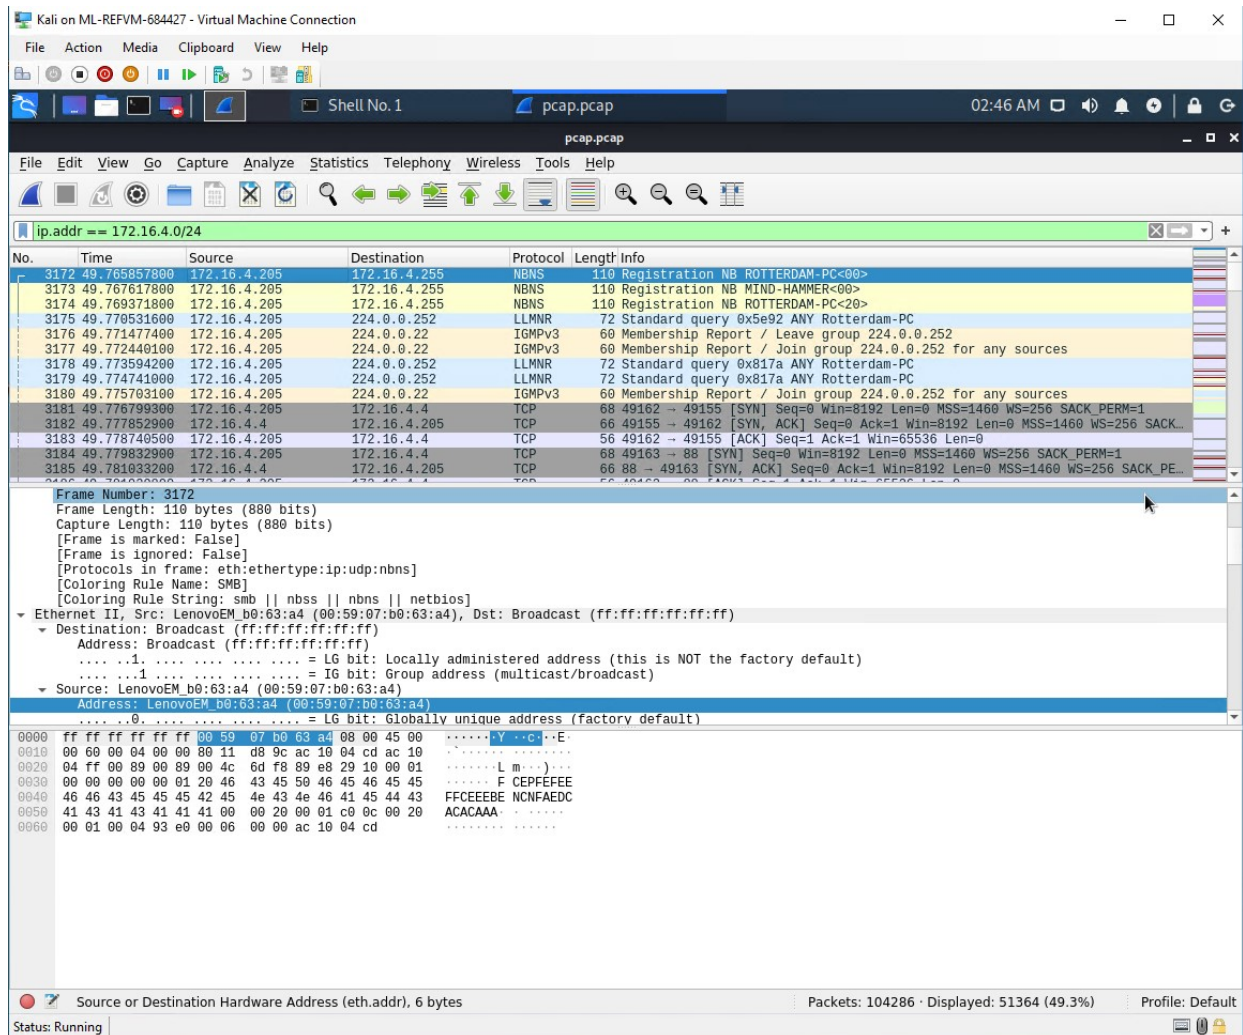 Kali on ML-REFVM-684427 - Virtual Machine Connection
File Action Media Clipboard View Help
Shell No. 1 pcap.pcap 02:46 AM
pcap.pcap
File Edit View Go Capture Analyze Statistics Telephony Wireless Tools Help
ip.addr == 172.16.4.0/24
No. Time Source Destination Protocol Length Info
3172 49.765857800 172.16.4.205 172.16.4.255 NBNS 110 Registration NB ROTTERDAM-PC<00>
3173 49.767617800 172.16.4.205 172.16.4.255 NBNS 110 Registration NB MIND-HAMMER<00>
3174 49.769371800 172.16.4.205 172.16.4.255 NBNS 110 Registration NB ROTTERDAM-PC<20>
3175 49.770531600 172.16.4.205 224.0.0.252 LLMNR 72 Standard query 0x5e92 ANY Rotterdam-PC
3176 49.771477400 172.16.4.205 224.0.0.22 IGMPv3 60 Membership Report / Leave group 224.0.0.252
3177 49.772440100 172.16.4.205 224.0.0.22 IGMPv3 60 Membership Report / Join group 224.0.0.252 for any sources
3178 49.773594200 172.16.4.205 224.0.0.252 LLMNR 72 Standard query 0x817a ANY Rotterdam-PC
3179 49.774741000 172.16.4.205 224.0.0.252 LLMNR 72 Standard query 0x817a ANY Rotterdam-PC
3180 49.775703100 172.16.4.205 224.0.0.22 IGMPv3 60 Membership Report / Join group 224.0.0.252 for any sources
3181 49.776799300 172.16.4.205 172.16.4.4 TCP 68 49162 → 49155 [SYN] Seq=0 Win=8192 Len=0 MSS=1460 WS=256 SACK_PERM=1
3182 49.777852900 172.16.4.4 172.16.4.205 TCP 66 49155 → 49162 [SYN, ACK] Seq=0 Ack=1 Win=8192 Len=0 MSS=1460 WS=256 SACK…
3183 49.778740500 172.16.4.205 172.16.4.4 TCP 56 49162 → 49155 [ACK] Seq=1 Ack=1 Win=65536 Len=0
3184 49.779832900 172.16.4.205 172.16.4.4 TCP 68 49163 → 88 [SYN] Seq=0 Win=8192 Len=0 MSS=1460 WS=256 SACK_PERM=1
3185 49.781033200 172.16.4.4 172.16.4.205 TCP 66 88 → 49163 [SYN, ACK] Seq=0 Ack=1 Win=8192 Len=0 MSS=1460 WS=256 SACK_PE…
Frame Number: 3172
Frame Length: 110 bytes (880 bits)
Capture Length: 110 bytes (880 bits)
[Frame is marked: False]
[Frame is ignored: False]
[Protocols in frame: eth:ethertype:ip:udp:nbns]
[Coloring Rule Name: SMB]
[Coloring Rule String: smb || nbss || nbns || netbios]
Ethernet II, Src: LenovoEM_b0:63:a4 (00:59:07:b0:63:a4), Dst: Broadcast (ff:ff:ff:ff:ff:ff)
Destination: Broadcast (ff:ff:ff:ff:ff:ff)
Address: Broadcast (ff:ff:ff:ff:ff:ff)
.... ..1. .... .... .... .... = LG bit: Locally administered address (this is NOT the factory default)
.... ...1 .... .... .... .... = IG bit: Group address (multicast/broadcast)
Source: LenovoEM_b0:63:a4 (00:59:07:b0:63:a4)
Address: LenovoEM_b0:63:a4 (00:59:07:b0:63:a4)
.... ..0. .... .... .... .... = LG bit: Globally unique address (factory default)
0000 ff ff ff ff ff ff 00 59 07 b0 63 a4 08 00 45 00 ·······Y ··c···E·
0010 00 60 00 04 00 00 80 11 d8 9c ac 10 04 cd ac 10 ·`······ ········
0020 04 ff 00 89 00 89 00 4c 6d f8 89 e8 29 10 00 01 ·······L m···)···
0030 00 00 00 00 00 01 20 46 43 45 50 46 45 46 45 45 ······ F CEPFEFEE
0040 46 46 43 45 45 45 42 45 4e 43 4e 46 41 45 44 43 FFCEEEBE NCNFAEDC
0050 41 43 41 43 41 41 41 00 00 20 00 01 c0 0c 00 20 ACACAAA· · ·····
0060 00 01 00 04 93 e0 00 06 00 00 ac 10 04 cd ········ ······
Source or Destination Hardware Address (eth.addr), 6 bytes Packets: 104286 · Displayed: 51364 (49.3%) Profile: Default
Status: Running